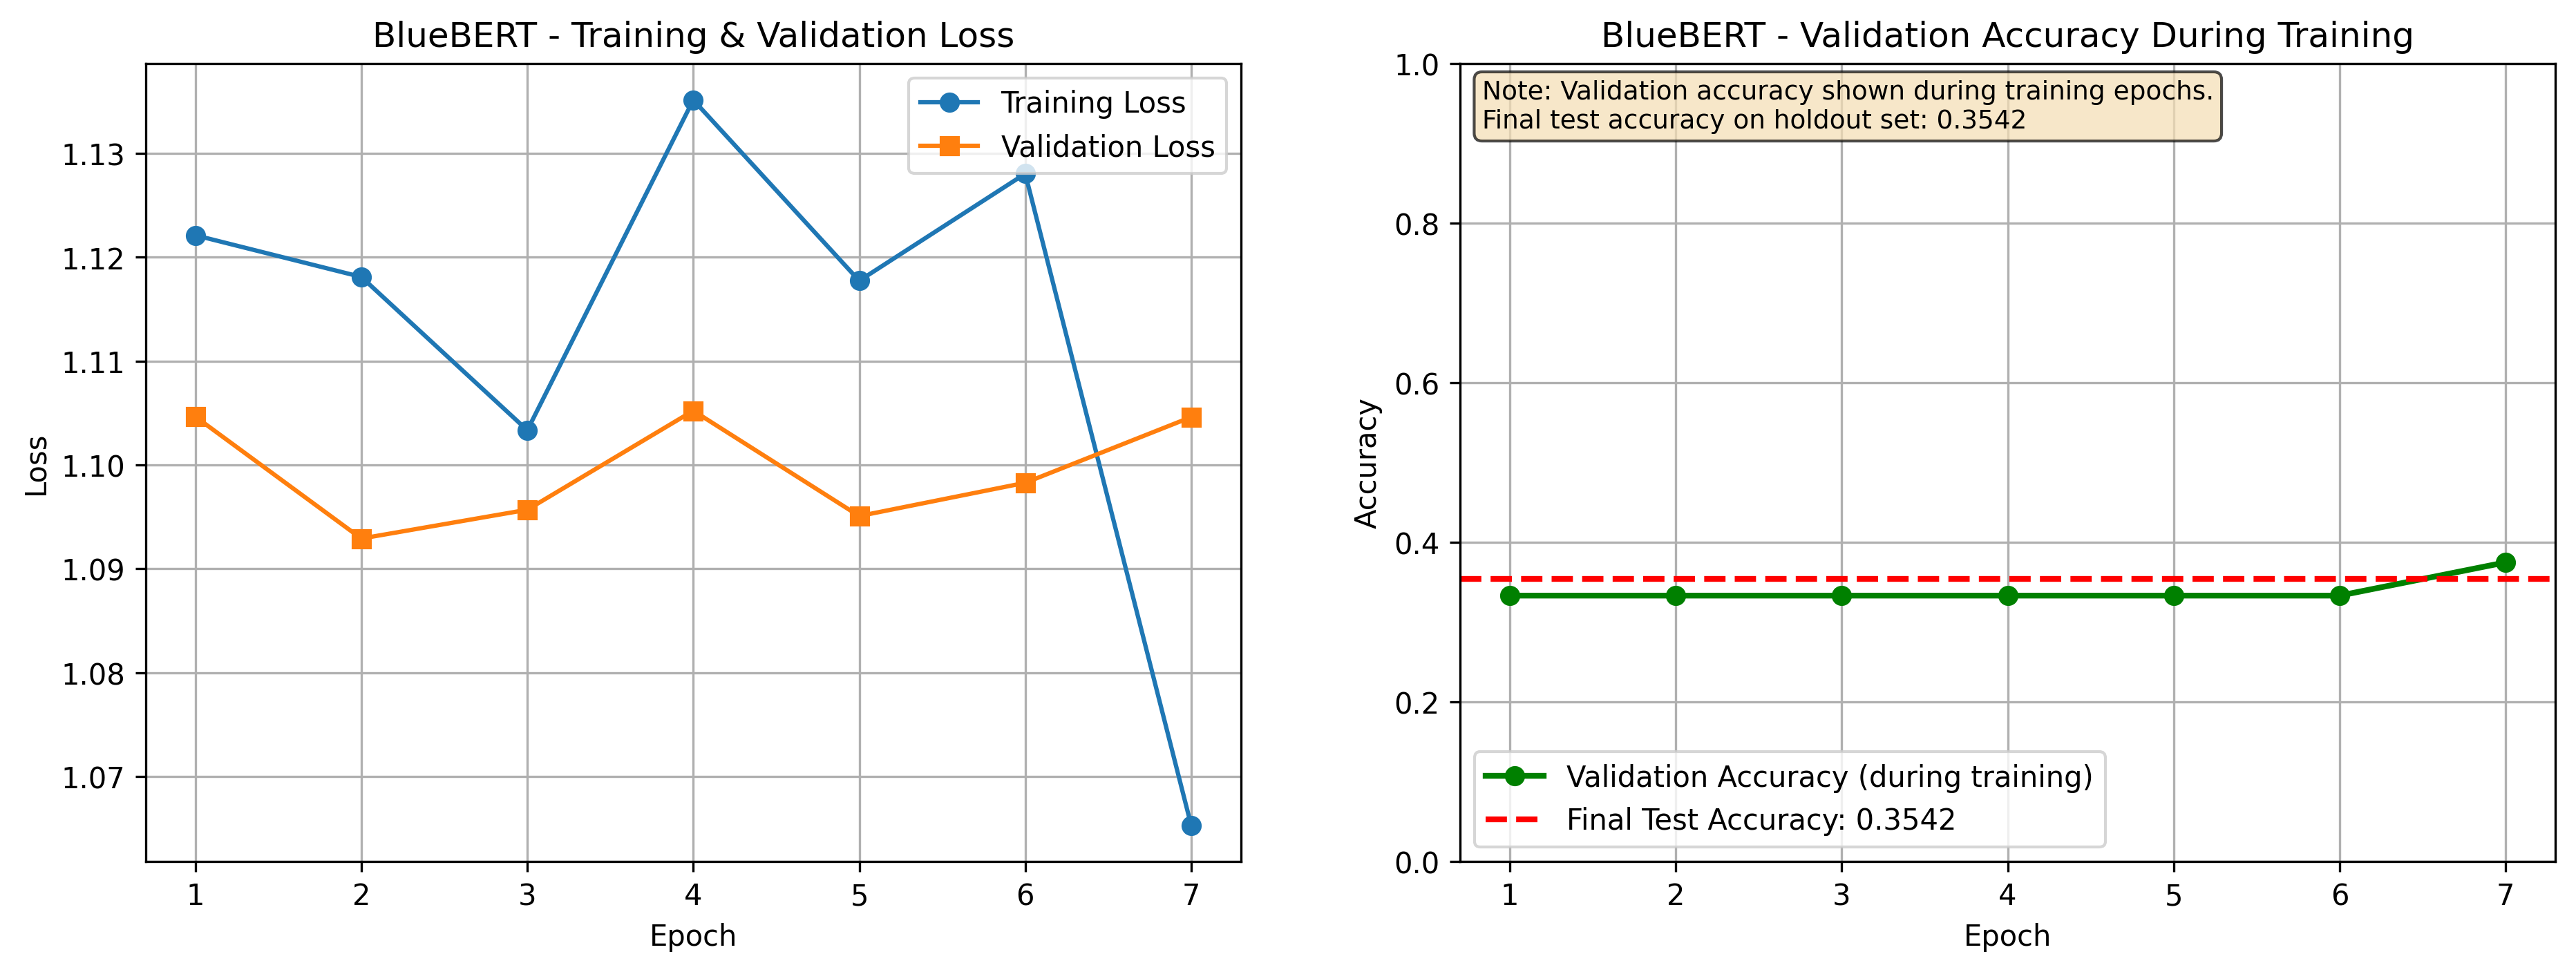 BlueBERT - Training & Validation Loss
Training Loss
Validation Loss
1.13
1.12
1.11
1.10
1.09
1.08
1.07
Loss
1 2 3 4 5 6 7
Epoch
BlueBERT - Validation Accuracy During Training
Note: Validation accuracy shown during training epochs.
Final test accuracy on holdout set: 0.3542
1.0
0.8
0.6
0.4
0.2
0.0
Accuracy
Validation Accuracy (during training)
Final Test Accuracy: 0.3542
1 2 3 4 5 6 7
Epoch